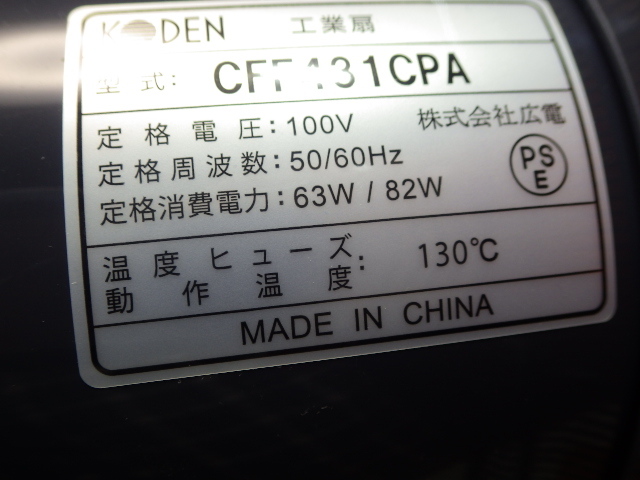 KODEN 工業扇
型式:
定格電圧:100V 株式会社広電
定格周波数:50/60Hz
定格消費電力:63W / 82W
PS
E
温度ヒューズ
動作温度: 130℃
MADE IN CHINA